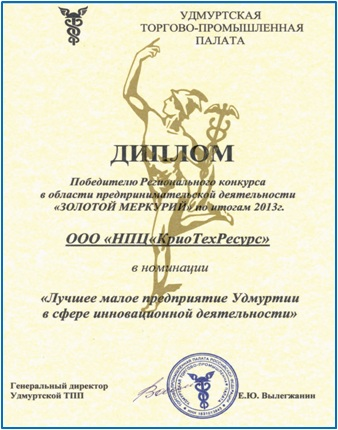 УДМУРТСКАЯ
ТОРГОВО-ПРОМЫШЛЕННАЯ
ПАЛАТА
ДИПЛОМ
Победителю Регионального конкурса
в области предпринимательской деятельности
«ЗОЛОТОЙ МЕРКУРИЙ» по итогам 2013г.
ООО «НПЦ«КриоТехРесурс»
в номинации
«Лучшее малое предприятие Удмуртии
в сфере инновационной деятельности»
Генеральный директор
Удмуртской ТПП
Е.Ю. Вылегжанин